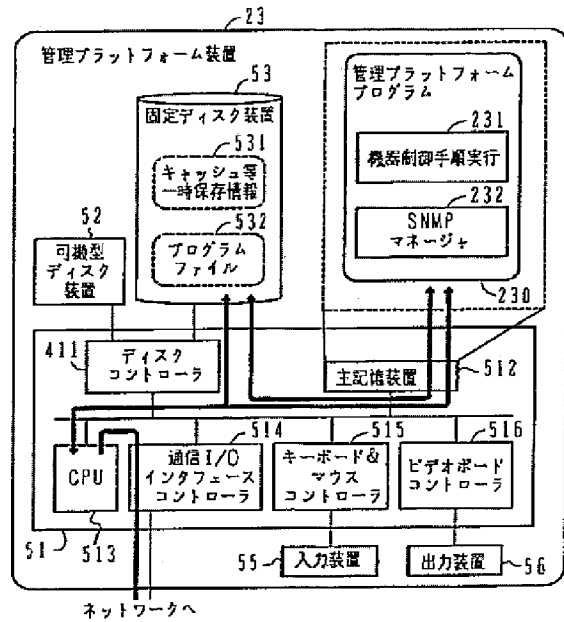 23
管理プラットフォーム装置
53
固定ディスク装置
531
キャッシュ等
一時保存情報
532
プログラム
ファイル
52
可搬型
ディスク
装置
管理プラットフォーム
プログラム
231
機器制御手順実行
232
SNMP
マネージャ
230
411
ディスク
コントローラ
主記憶装置
512
514
515
516
CPU
通信I/O
インタフェース
コントローラ
キーボード&
マウス
コントローラ
ビデオボード
コントローラ
51
513
55
入力装置
出力装置
56
ネットワークへ